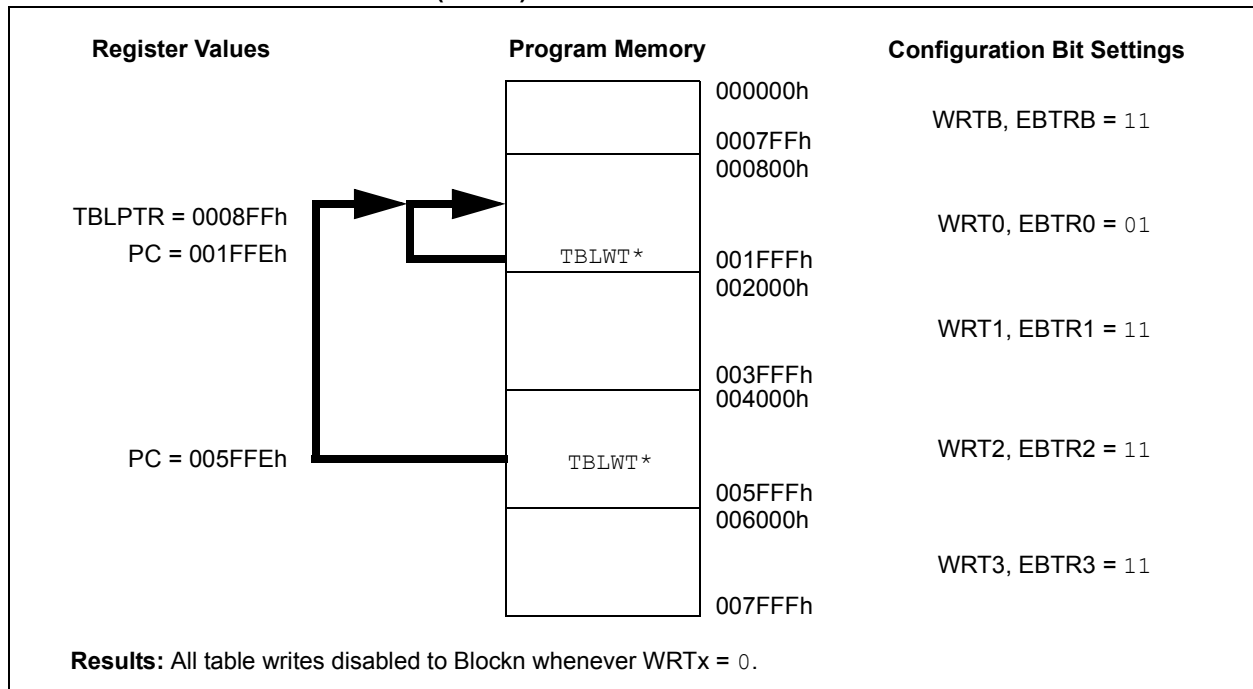 Register Values Program Memory Configuration Bit Settings
000000h
WRTB, EBTRB = 11
0007FFh
000800h
TBLPTR = 0008FFh
WRT0, EBTR0 = 01
PC = 001FFEh TBLWT* 001FFFh
002000h
WRT1, EBTR1 = 11
003FFFh
004000h
PC = 005FFEh TBLWT* WRT2, EBTR2 = 11
005FFFh
006000h
WRT3, EBTR3 = 11
007FFFh
Results: All table writes disabled to Blockn whenever WRTx = 0.